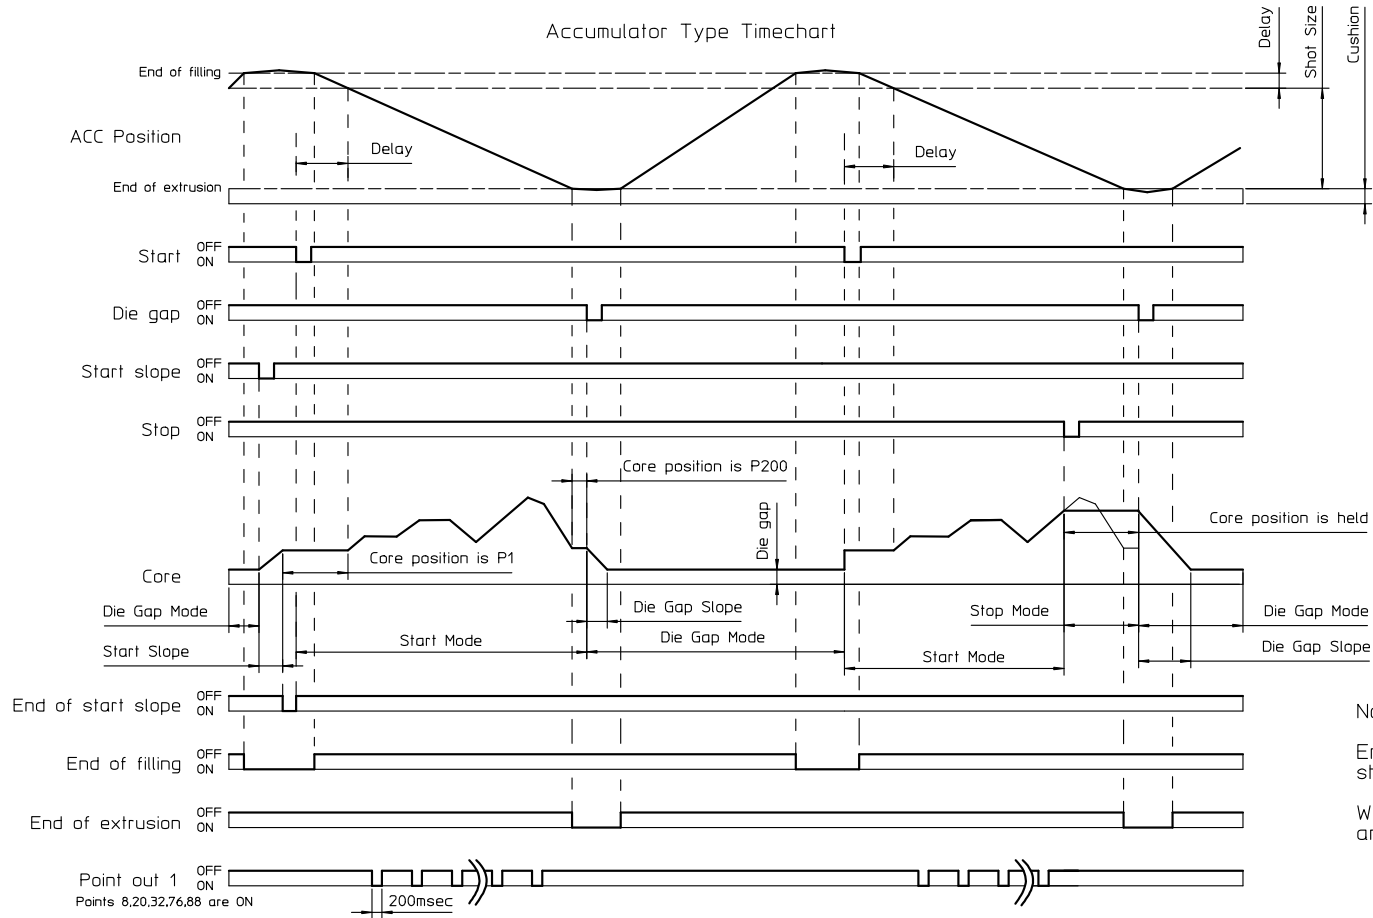 Accumulator Type Timechart
Delay
Shot Size
Cushion
End of filling
ACC Position
Delay
Delay
End of extrusion
Start OFF
ON
Die gap OFF
ON
Start slope OFF
ON
Stop OFF
ON
Core position is P200
Die gap
Core position is held
Core position is P1
Core
Die Gap Mode
Die Gap Slope
Stop Mode
Die Gap Mode
Start Mode
Die Gap Mode
Start Slope
Start Mode
Die Gap Slope
End of start slope OFF
ON
No
End of filling OFF
ON
En
sh
End of extrusion OFF
ON
W
an
Point out 1 OFF
ON
Points 8,20,32,76,88 are ON
200msec